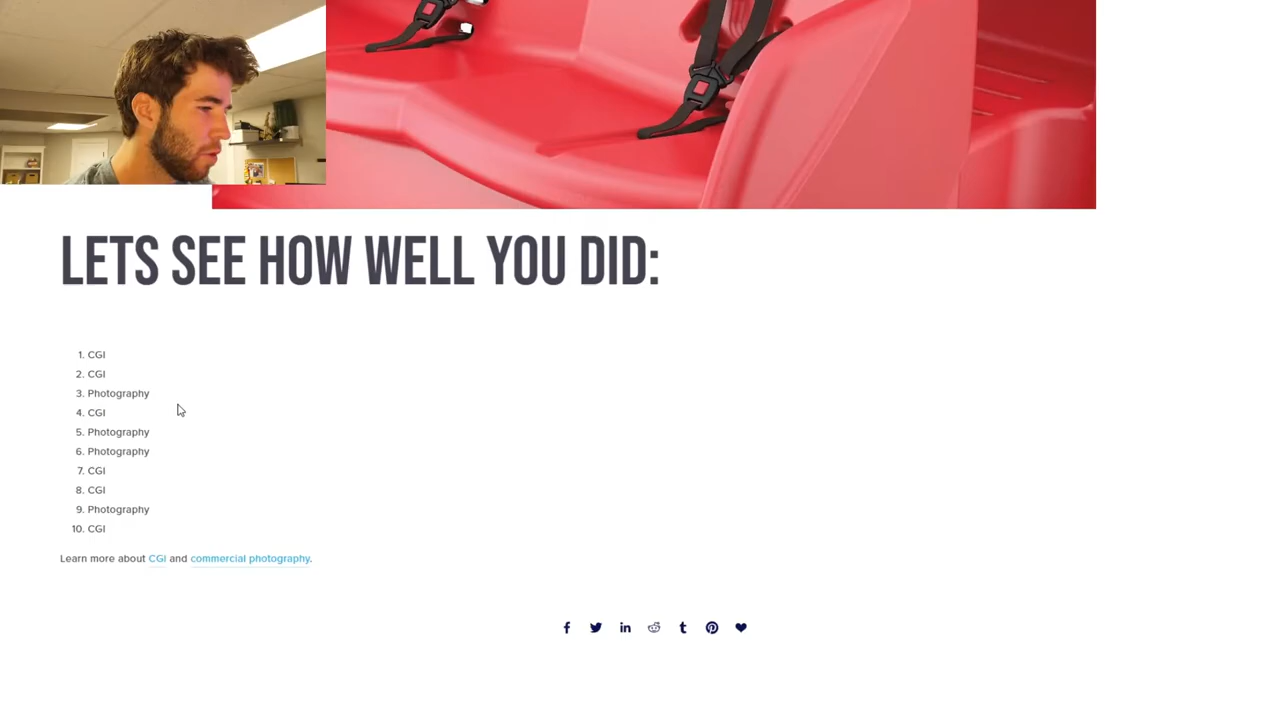 LETS SEE HOW WELL YOU DID:
1. CGI
2. CGI
3. Photography
4. CGI
5. Photography
6. Photography
7. CGI
8. CGI
9. Photography
10. CGI
Learn more about CGI and commercial photography.